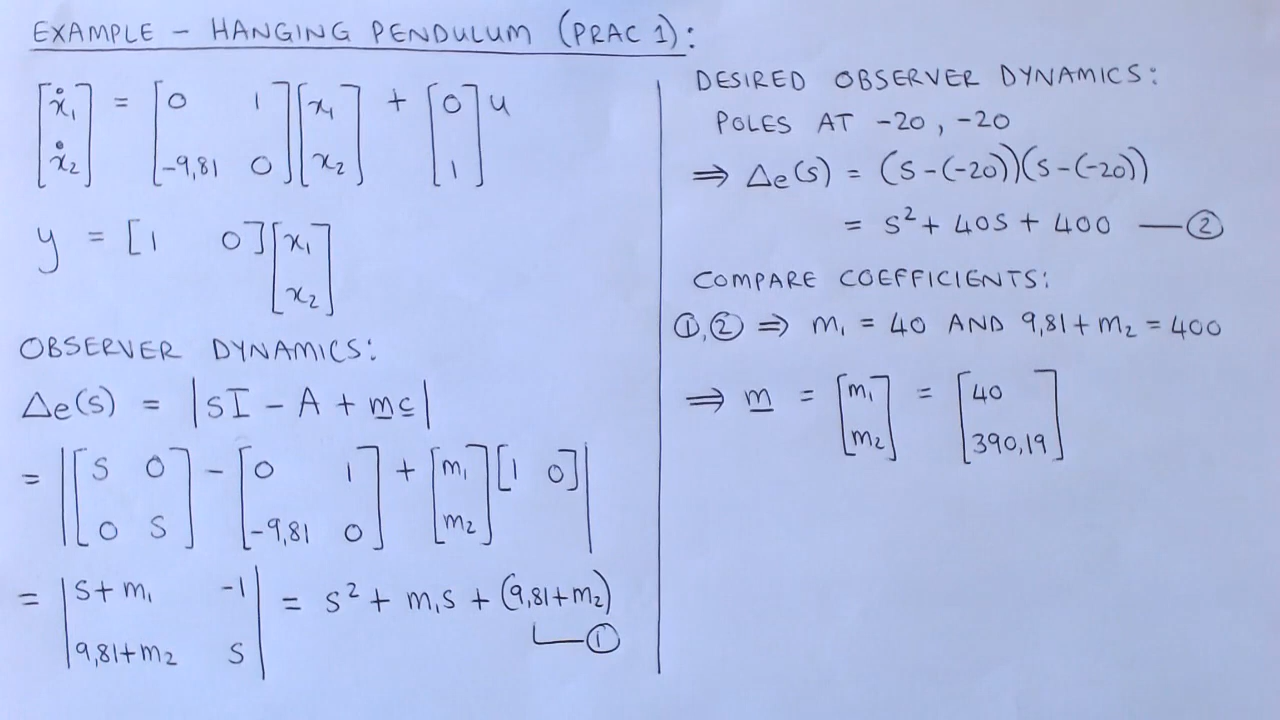 EXAMPLE – HANGING PENDULUM (PRAC 1):
[ẋ₁ ẋ₂] = [0 1 -9,81 0][x₁ x₂] + [0 1]u
y = [1 0][x₁ x₂]
OBSERVER DYNAMICS:
Δe(s) = |sI - A + mc|
= |[s 0 0 s] - [0 1 -9,81 0] + [m₁ m₂][1 0]|
= |s+m₁ -1 9,81+m₂ s| = s² + m₁s + (9,81+m₂)
①
DESIRED OBSERVER DYNAMICS:
POLES AT -20, -20
⇒ Δe(s) = (s-(-20))(s-(-20))
= s² + 40s + 400 — ②
COMPARE COEFFICIENTS:
①,② ⇒ m₁ = 40 AND 9,81+m₂ = 400
⇒ m = [m₁ m₂] = [40 390,19]